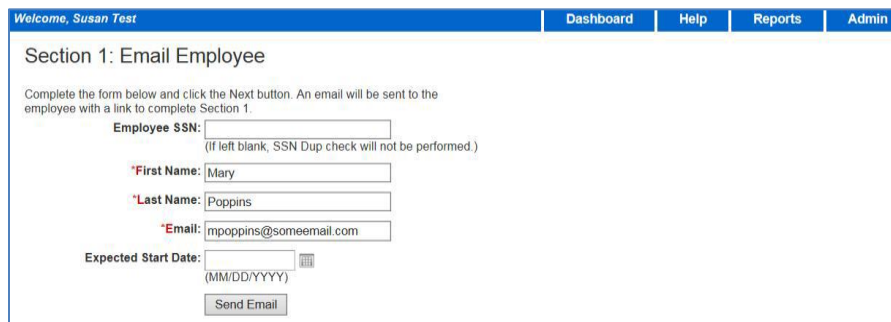 Welcome, Susan Test Dashboard Help Reports Admin
Section 1: Email Employee
Complete the form below and click the Next button. An email will be sent to the
employee with a link to complete Section 1.
Employee SSN:
(If left blank, SSN Dup check will not be performed.)
*First Name: Mary
*Last Name: Poppins
*Email: mpoppins@someemail.com
Expected Start Date:
(MM/DD/YYYY)
Send Email